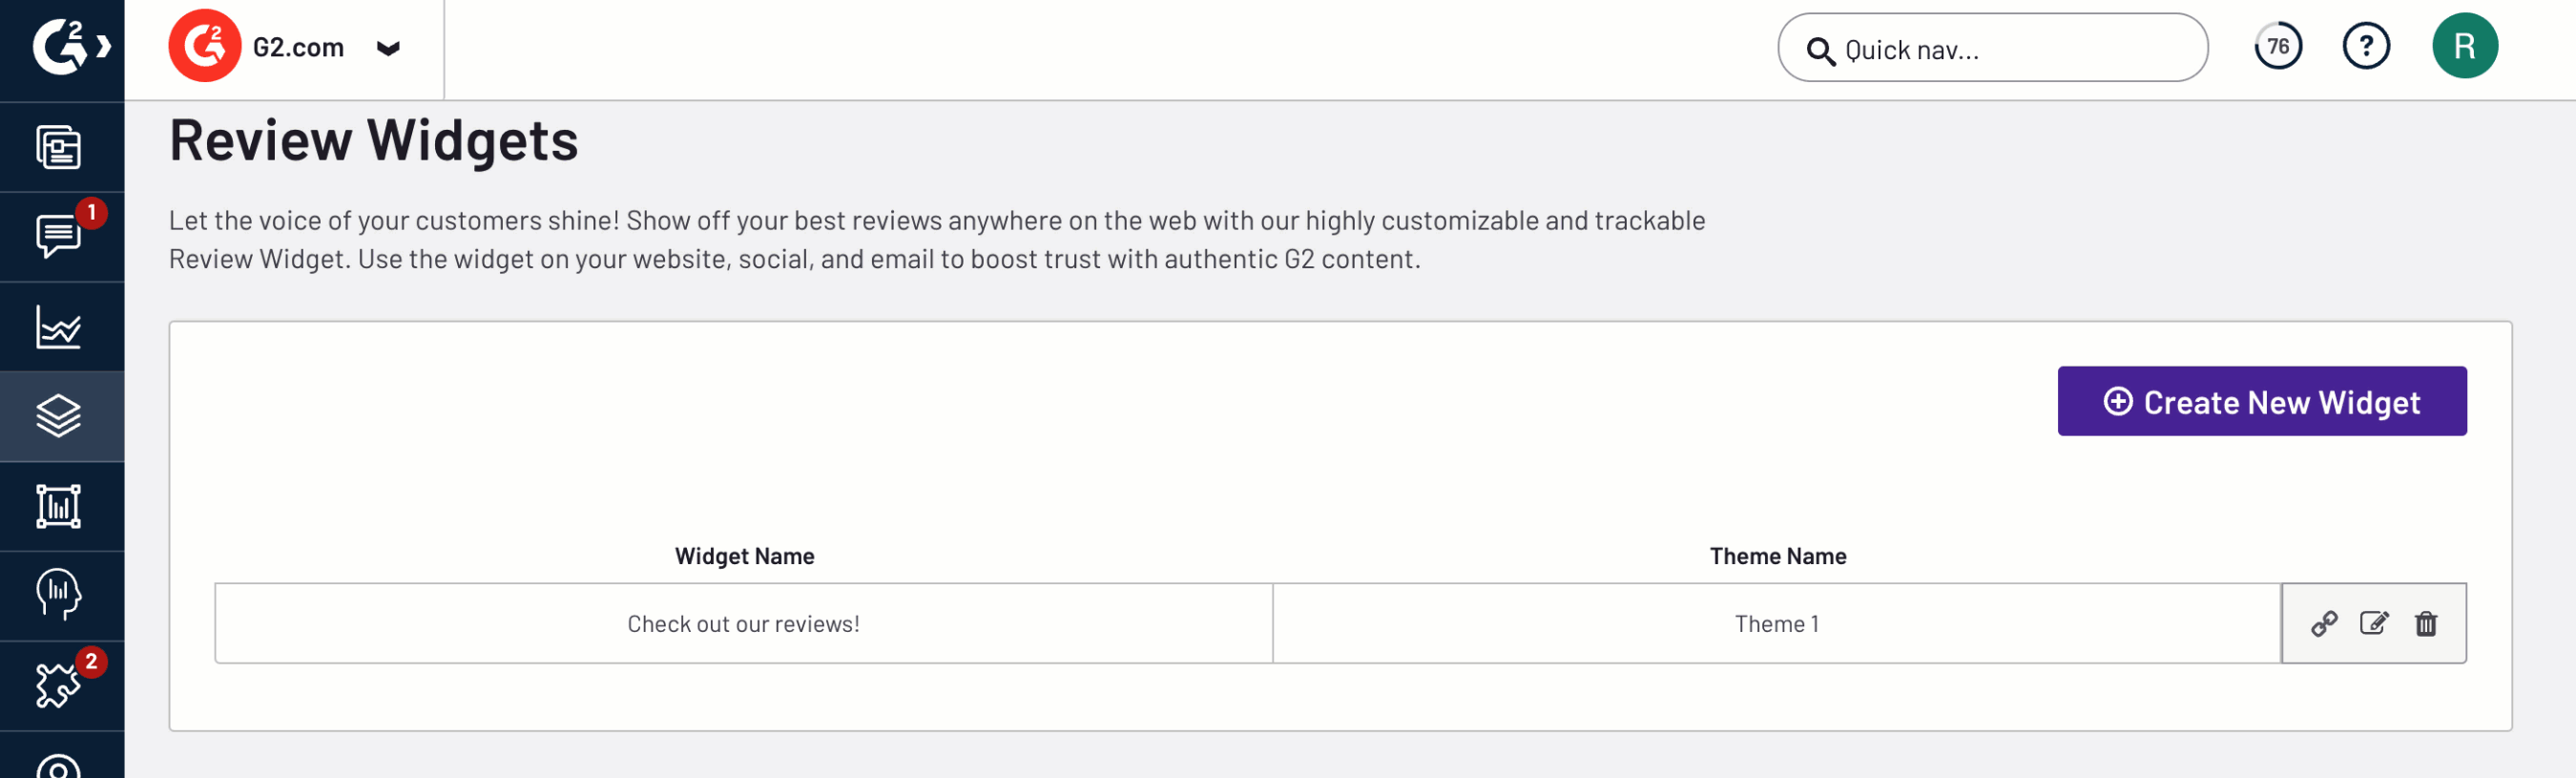 G2
G2 G2.com
Quick nav...
76
?
R
Review Widgets
1
Let the voice of your customers shine! Show off your best reviews anywhere on the web with our highly customizable and trackable
Review Widget. Use the widget on your website, social, and email to boost trust with authentic G2 content.
Create New Widget
Widget Name
Theme Name
Check out our reviews!
Theme 1
2